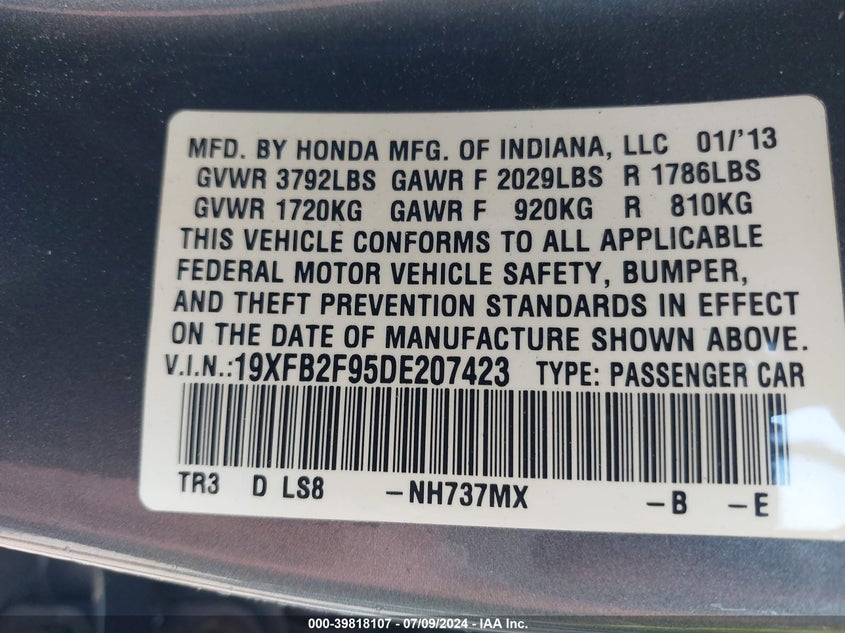 MFD. BY HONDA MFG. OF INDIANA, LLC 01/'13
GVWR 3792LBS GAWR F 2029LBS R 1786LBS
GVWR 1720KG GAWR F 920KG R 810KG
THIS VEHICLE CONFORMS TO ALL APPLICABLE
FEDERAL MOTOR VEHICLE SAFETY, BUMPER,
AND THEFT PREVENTION STANDARDS IN EFFECT
ON THE DATE OF MANUFACTURE SHOWN ABOVE.
V.I.N.:19XFB2F95DE207423 TYPE: PASSENGER CAR
TR3 D LS8 -NH737MX -B -E
000-39818107 - 07/09/2024 - IAA Inc.